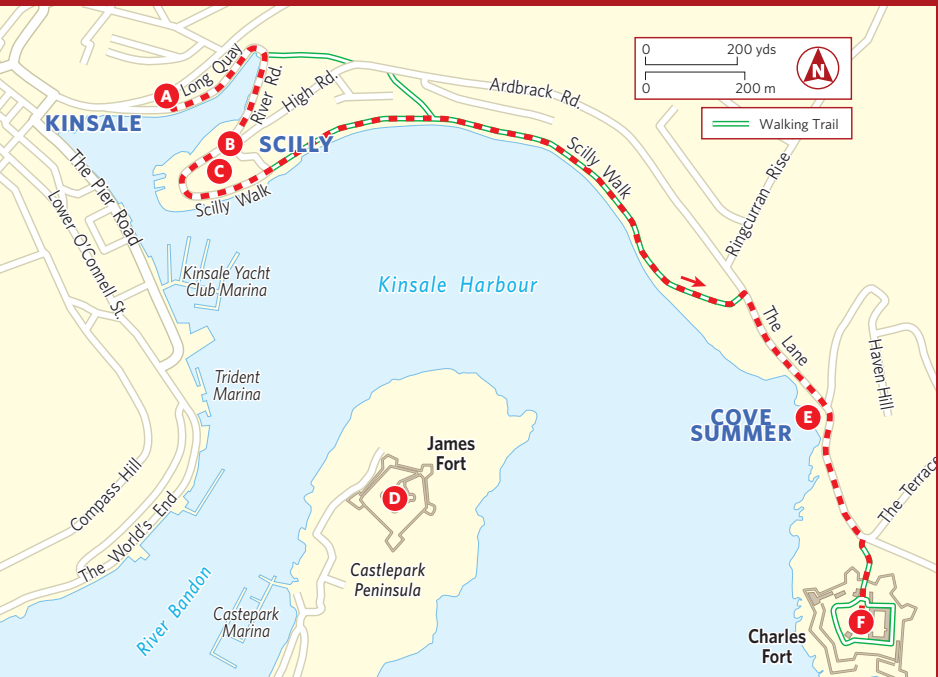 0 200 yds
0 200 m
N
Walking Trail
A
Long Quay
KINSALE
River Rd.
High Rd.
Ardbrack Rd.
B
SCILLY
C
Scilly Walk
Scilly Walk
The Pier Road
Lower O'Connell St.
Ringcurran Rise
Kinsale Yacht
Club Marina
Kinsale Harbour
The Lane
Haven Hill
Trident
Marina
COVE
SUMMER
E
James
Fort
D
Compass Hill
The World's End
The Terrace
Castlepark
Peninsula
River Bandon
Castepark
Marina
F
Charles
Fort